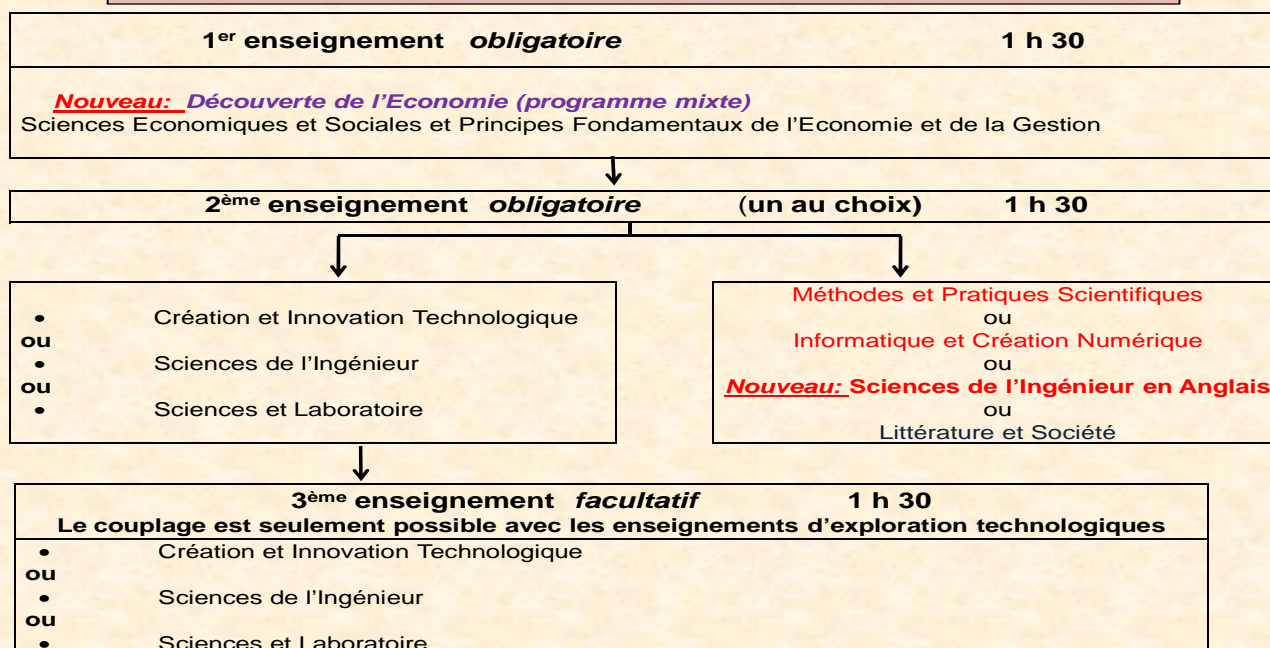 1er enseignement obligatoire 1 h 30
Nouveau: Découverte de l'Economie (programme mixte)
Sciences Economiques et Sociales et Principes Fondamentaux de l'Economie et de la Gestion
2ème enseignement obligatoire (un au choix) 1 h 30
• Création et Innovation Technologique
ou
• Sciences de l'Ingénieur
ou
• Sciences et Laboratoire
Méthodes et Pratiques Scientifiques
ou
Informatique et Création Numérique
ou
Nouveau: Sciences de l'Ingénieur en Anglais
ou
Littérature et Société
3ème enseignement facultatif 1 h 30
Le couplage est seulement possible avec les enseignements d'exploration technologiques
• Création et Innovation Technologique
ou
• Sciences de l'Ingénieur
ou
• Sciences et Laboratoire